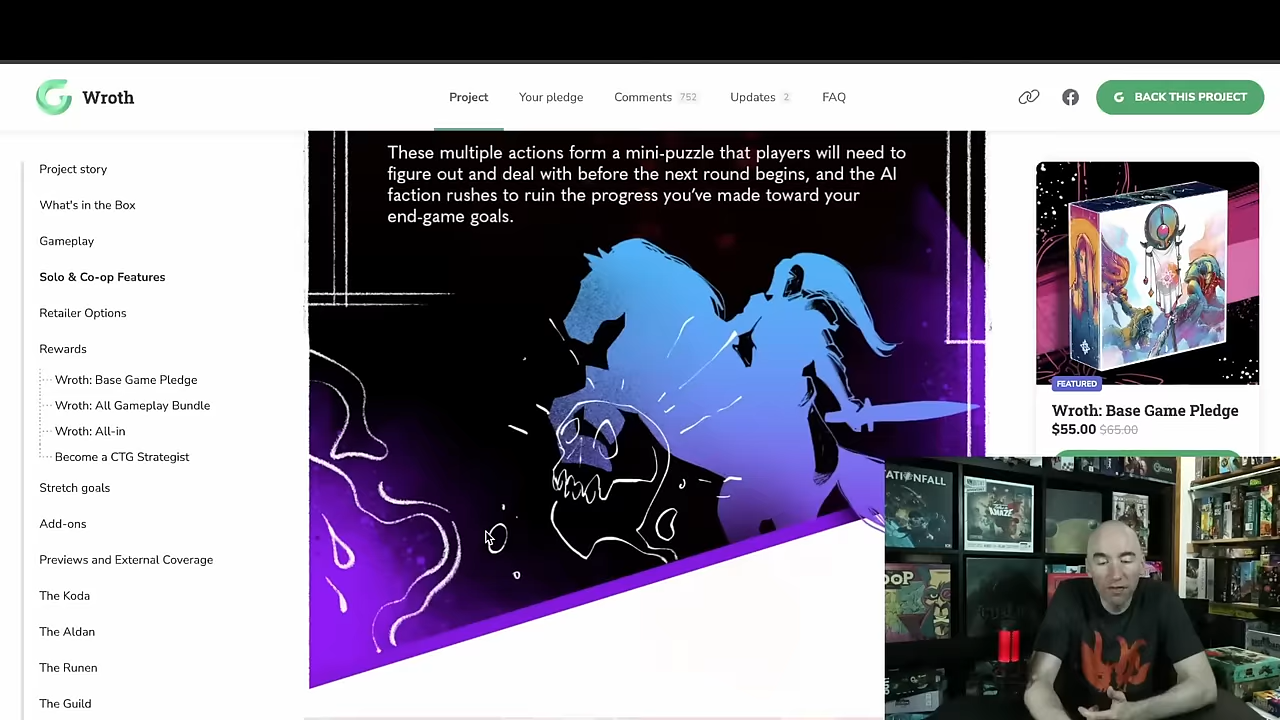 Wroth
Project
Your pledge
Comments 752
Updates 2
FAQ
BACK THIS PROJECT
Project story
What's in the Box
Gameplay
Solo & Co-op Features
Retailer Options
Rewards
Wroth: Base Game Pledge
Wroth: All Gameplay Bundle
Wroth: All-in
Become a CTG Strategist
Stretch goals
Add-ons
Previews and External Coverage
The Koda
The Aldan
The Runen
The Guild
These multiple actions form a mini-puzzle that players will need to
figure out and deal with before the next round begins, and the AI
faction rushes to ruin the progress you’ve made toward your
end-game goals.
FEATURED
Wroth: Base Game Pledge
$55.00 $65.00